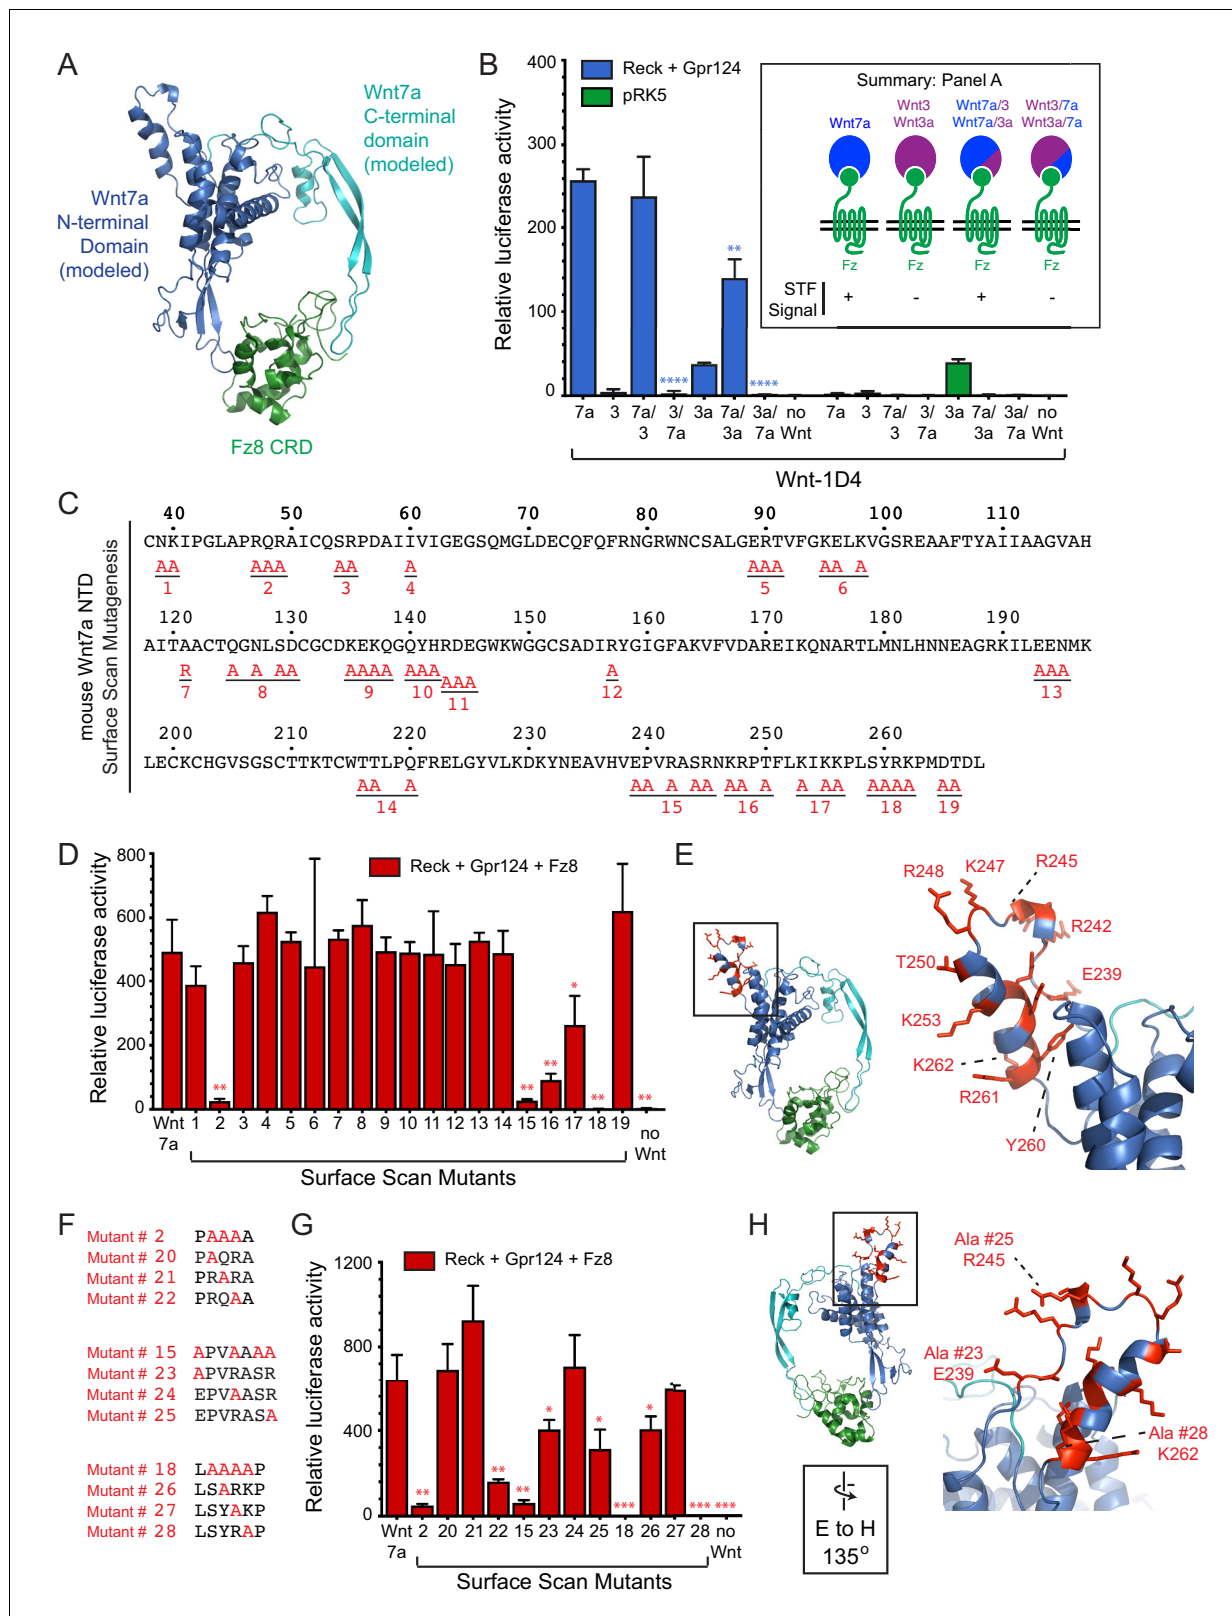 A
Wnt7a
C-terminal
domain
(modeled)
Wnt7a
N-terminal
Domain
(modeled)
Fz8 CRD
B
Relative luciferase activity
400
300
200
100
0
Reck + Gpr124
pRK5
**
****
****
7a 3 7a/3 3/7a 3a 7a/3a 3a/7a no Wnt 7a 3 7a/3 3/7a 3a 7a/3a 3a/7a no Wnt
Wnt-1D4
Summary: Panel A
Wnt7a
Wnt3
Wnt3a
Wnt7a/3
Wnt7a/3a
Wnt3/7a
Wnt3a/7a
Fz Fz Fz Fz
STF
Signal
+ - + -
C
mouse Wnt7a NTD
Surface Scan Mutagenesis
40 50 60 70 80 90 100 110
CNKIPGLAPRQRAICQSRPDAIIVIGEGSQMGLDECQFQFRNGRWNCSALGERTVFGKELKVGSREAAFTYAIIAAGVAH
AA AAA AA A AAA AA A
1 2 3 4 5 6
120 130 140 150 160 170 180 190
AITAACTQGNLSDCGCDKEKQGQYHRDEGWKWGGCSADIRYGIGFAKVFVDAREIKQNARTLMNLHNNEAGRKILEENMK
R A A AA AAAA AAA AAA A AAA
7 8 9 10 11 12 13
200 210 220 230 240 250 260
LECKCHGVSGSCTTKTCWTTLPQFRELGYVLKDKYNEAVHVEPVRASRNKRPTFLKIKKPLSYRKPMDTDL
AA A AA A AA AA A A AA AAAA AA
14 15 16 17 18 19
D
Relative luciferase activity
800
600
400
200
0
Reck + Gpr124 + Fz8
** ** ** * ** **
Wnt 7a 1 2 3 4 5 6 7 8 9 10 11 12 13 14 15 16 17 18 19 no Wnt
Surface Scan Mutants
E
R248
K247
R245
R242
T250
E239
K253
K262
R261
Y260
F
Mutant # 2 PAAAA
Mutant # 20 PAQRA
Mutant # 21 PRARA
Mutant # 22 PRQAA
Mutant # 15 APVAAAA
Mutant # 23 APVRASR
Mutant # 24 EPVAASR
Mutant # 25 EPVRASA
Mutant # 18 LAAAAP
Mutant # 26 LSARKP
Mutant # 27 LSYAKP
Mutant # 28 LSYRAP
G
Relative luciferase activity
1200
800
400
0
Reck + Gpr124 + Fz8
** ** ** * * *** * *** ***
Wnt 7a 2 20 21 22 15 23 24 25 18 26 27 28 no Wnt
Surface Scan Mutants
H
Ala #25
R245
Ala #23
E239
Ala #28
K262
E to H
135°